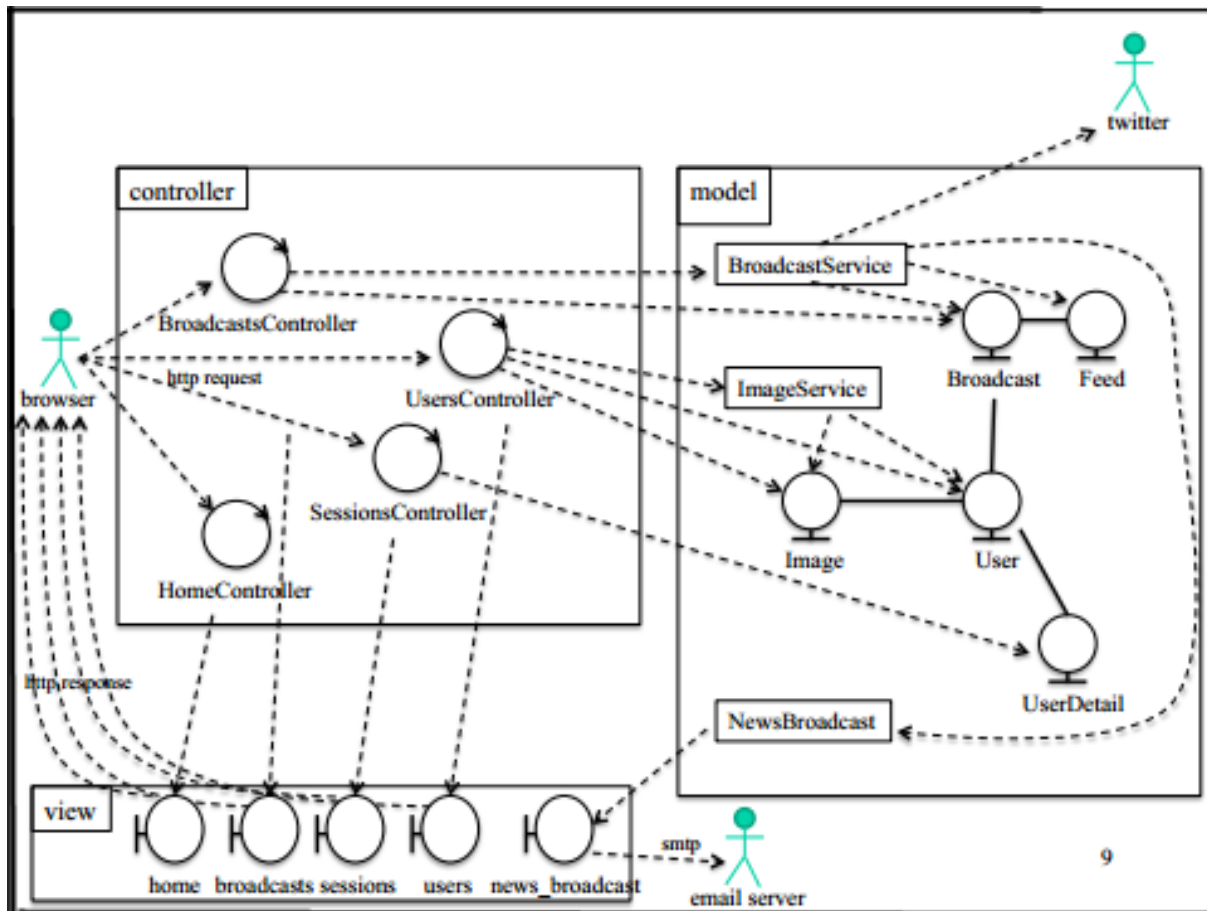 twitter
controller
model
BroadcastService
BroadcastsController
http request
browser
UsersController
ImageService
Broadcast
Feed
SessionsController
HomeController
Image
User
UserDetail
http response
NewsBroadcast
view
smtp
9
home
broadcasts
sessions
users
news_broadcast
email server